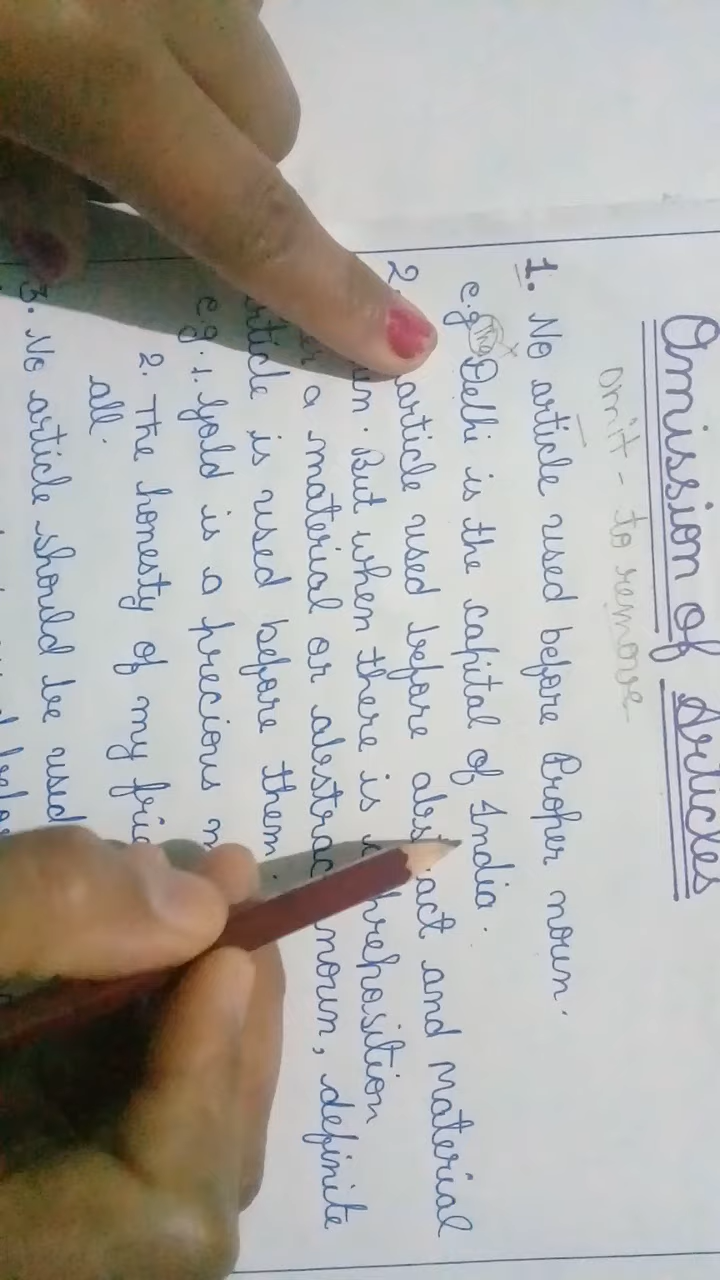 Omission of Articles
omit - to remove
1. No article used before Proper noun.
e.g. the Delhi is the capital of India.
2. article used before abstract and material
But when there is preposition
a material or abstract noun, definite
article is used before them.
e.g. 1. Gold is a precious
2. The honesty of my
all.
3. No article should be used